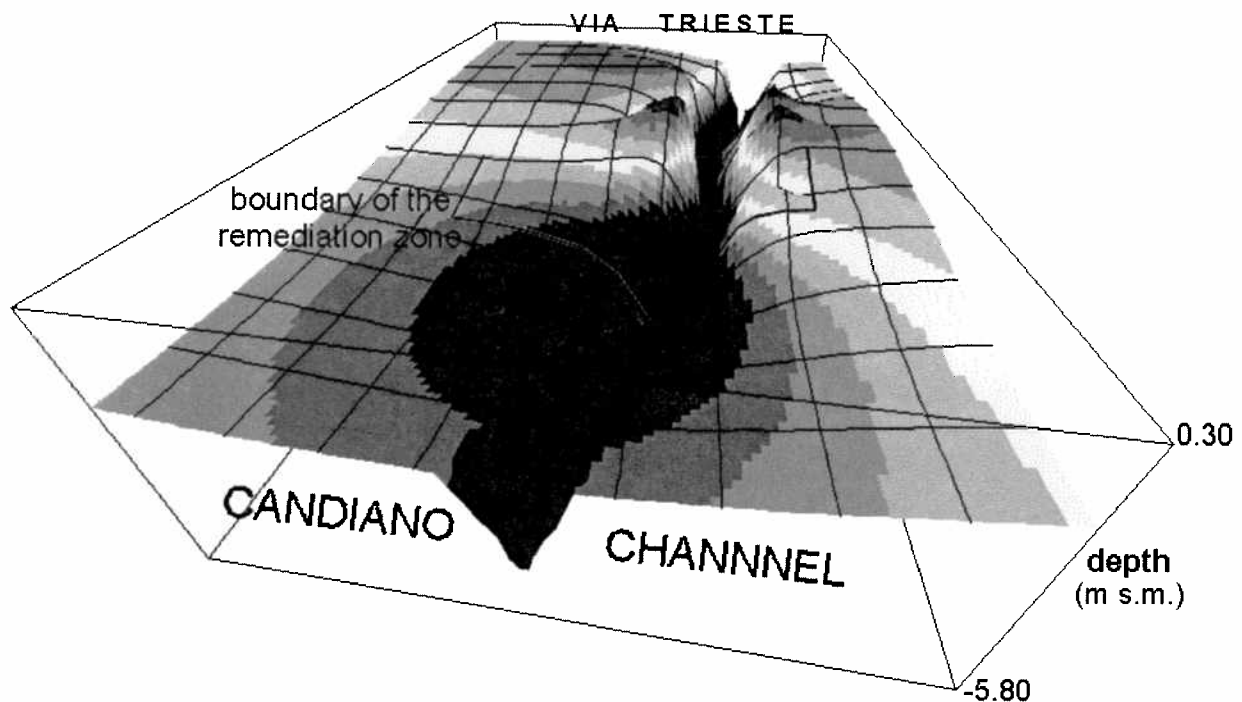 VIA TRIESTE
boundary of the
remediation zone
0.30
CANDIANO
CHANNNEL
depth
(m s.m.)
-5.80